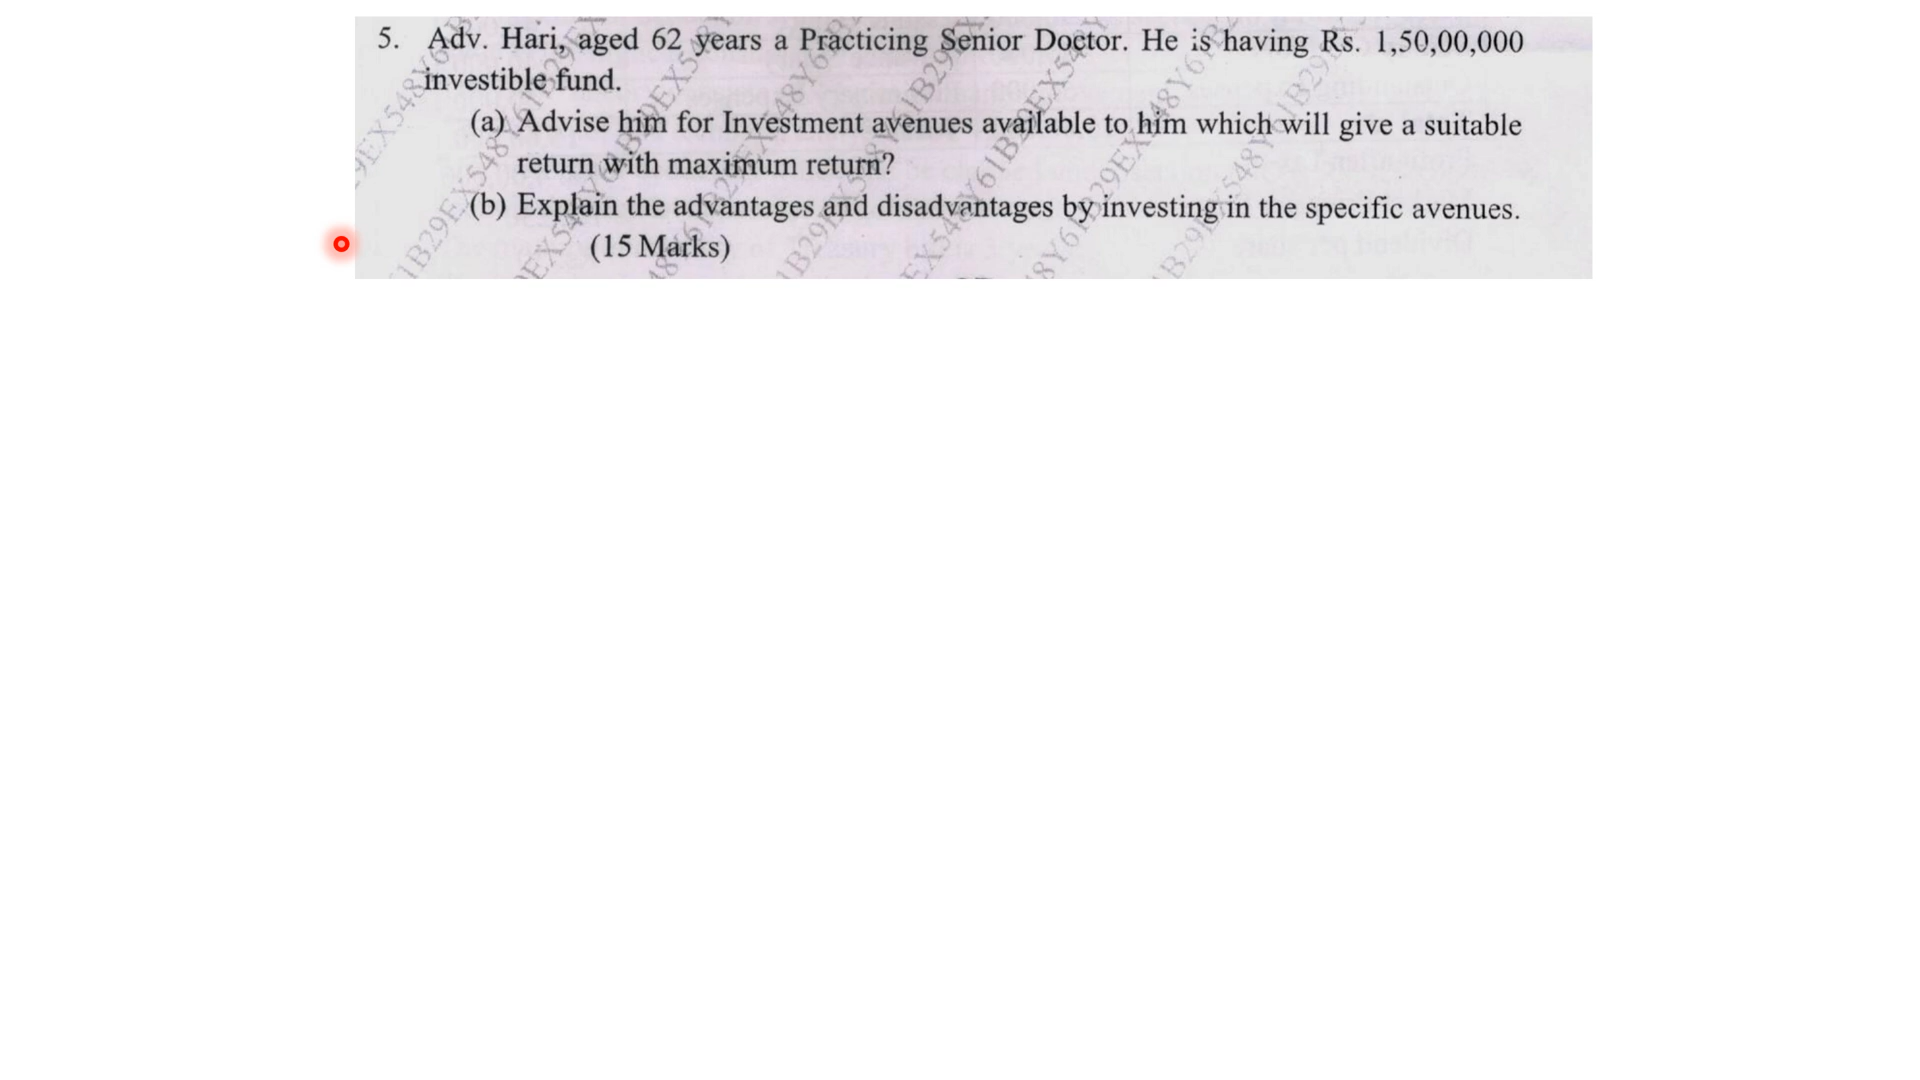 5. Adv. Hari, aged 62 years a Practicing Senior Doctor. He is having Rs. 1,50,00,000
investible fund.
(a) Advise him for Investment avenues available to him which will give a suitable
return with maximum return?
(b) Explain the advantages and disadvantages by investing in the specific avenues.
(15 Marks)